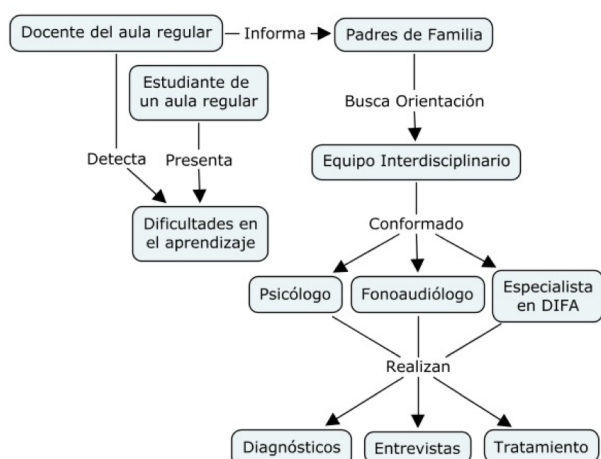 Docente del aula regular
Informa
Padres de Familia
Estudiante de
un aula regular
Busca Orientación
Detecta
Presenta
Equipo Interdisciplinario
Dificultades en
el aprendizaje
Conformado
Psicólogo
Fonoaudiólogo
Especialista
en DIFA
Realizan
Diagnósticos
Entrevistas
Tratamiento